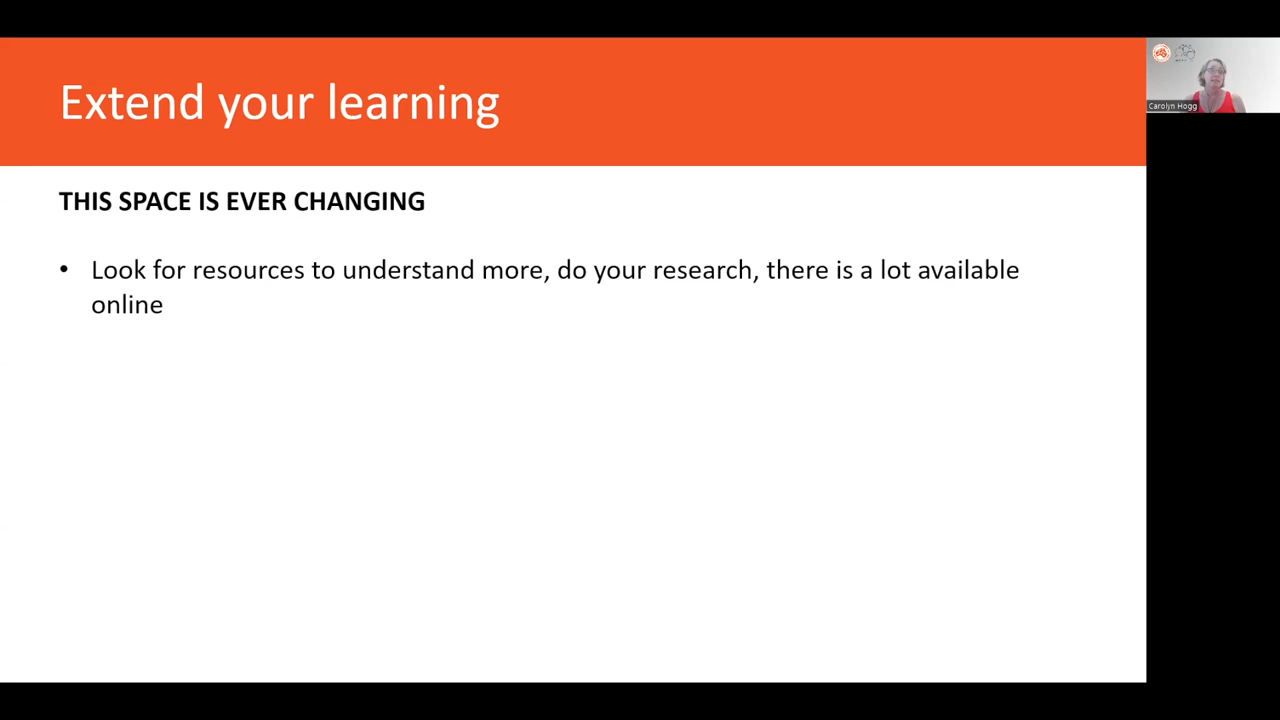 Extend your learning
THIS SPACE IS EVER CHANGING
• Look for resources to understand more, do your research, there is a lot available
online
Carolyn Hogg